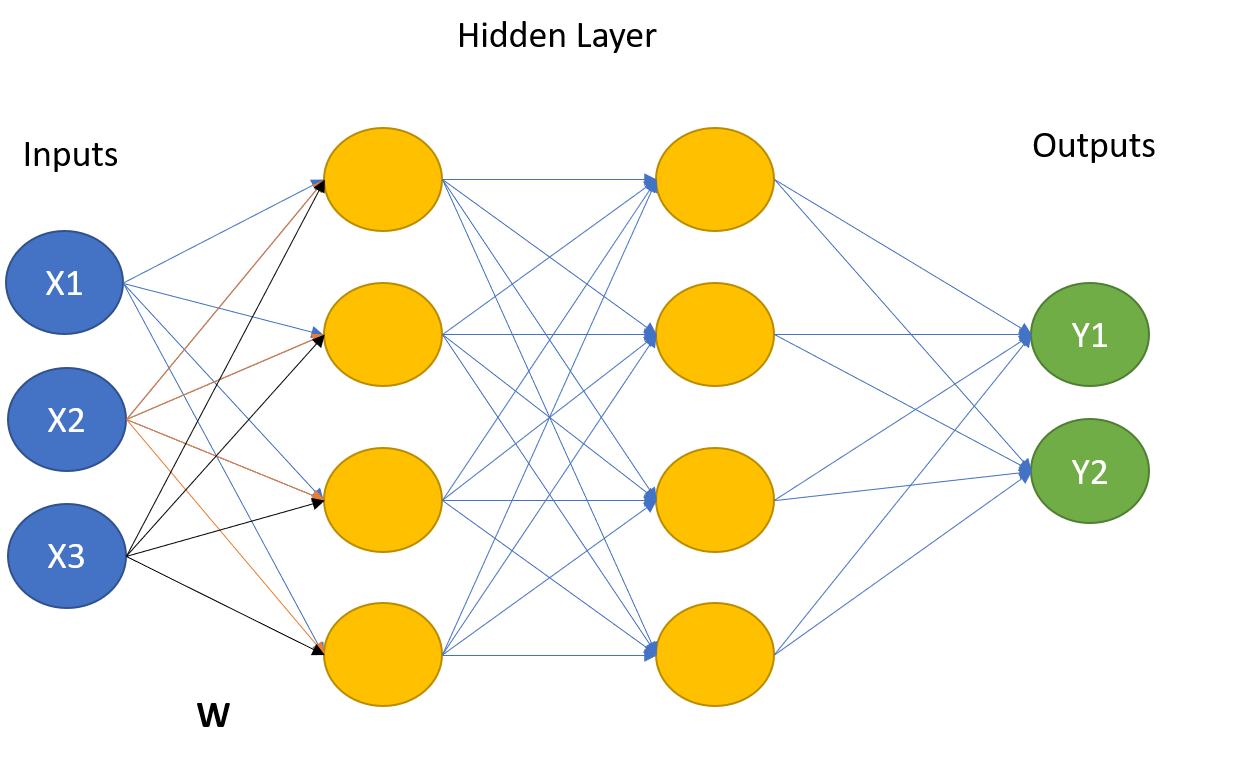 Hidden Layer
Inputs
Outputs
X1
X2
X3
Y1
Y2
W